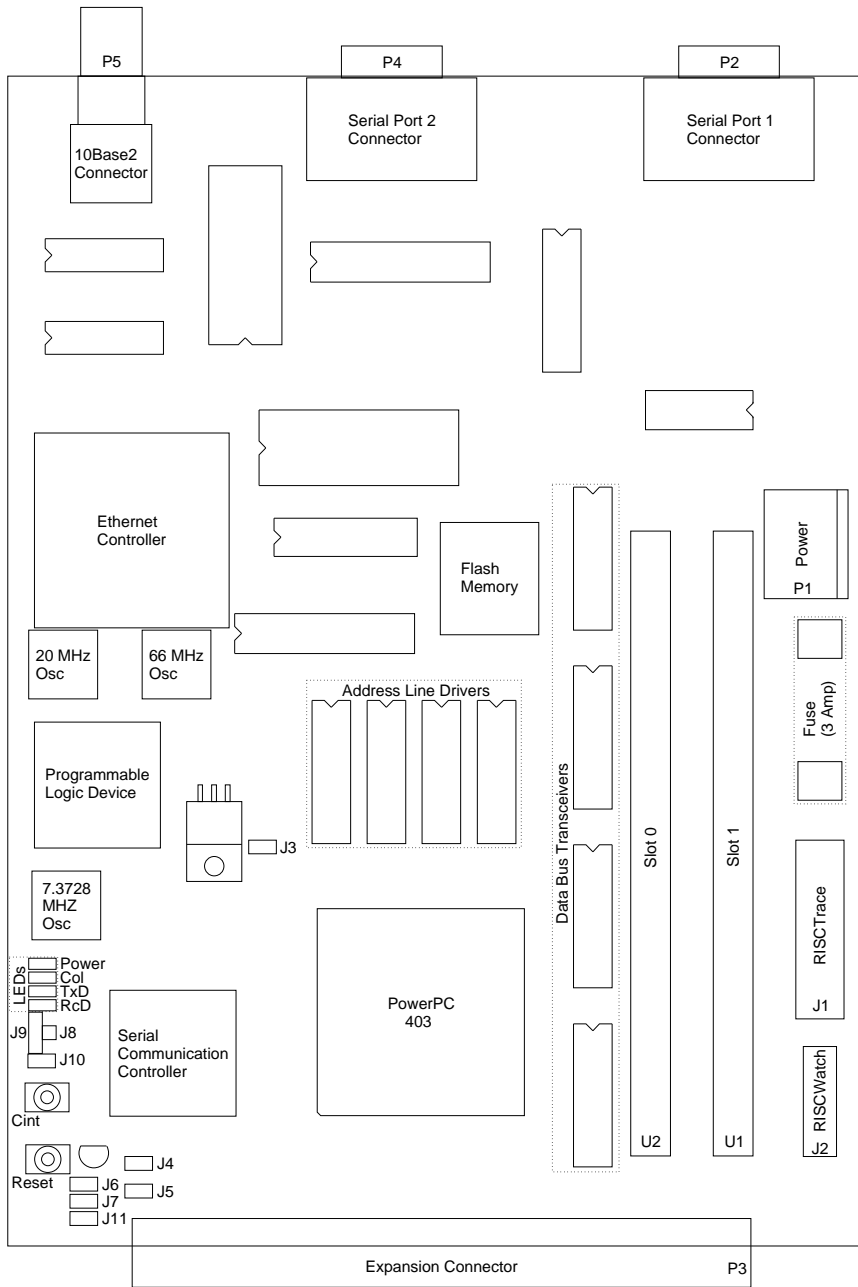 P5
P4
P2
Serial Port 2
Connector
Serial Port 1
Connector
10Base2
Connector
Ethernet
Controller
Flash
Memory
Power
P1
20 MHz
Osc
66 MHz
Osc
Address Line Drivers
Fuse
(3 Amp)
Programmable
Logic Device
J3
Data Bus Transceivers
Slot 0
Slot 1
7.3728
MHZ
Osc
RISCTrace
J1
LEDs
Power
Col
TxD
RcD
J9
J8
J10
PowerPC
403
Serial
Communication
Controller
Cint
RISCWatch
J2
U2
U1
Reset
J4
J6
J5
J7
J11
Expansion Connector
P3